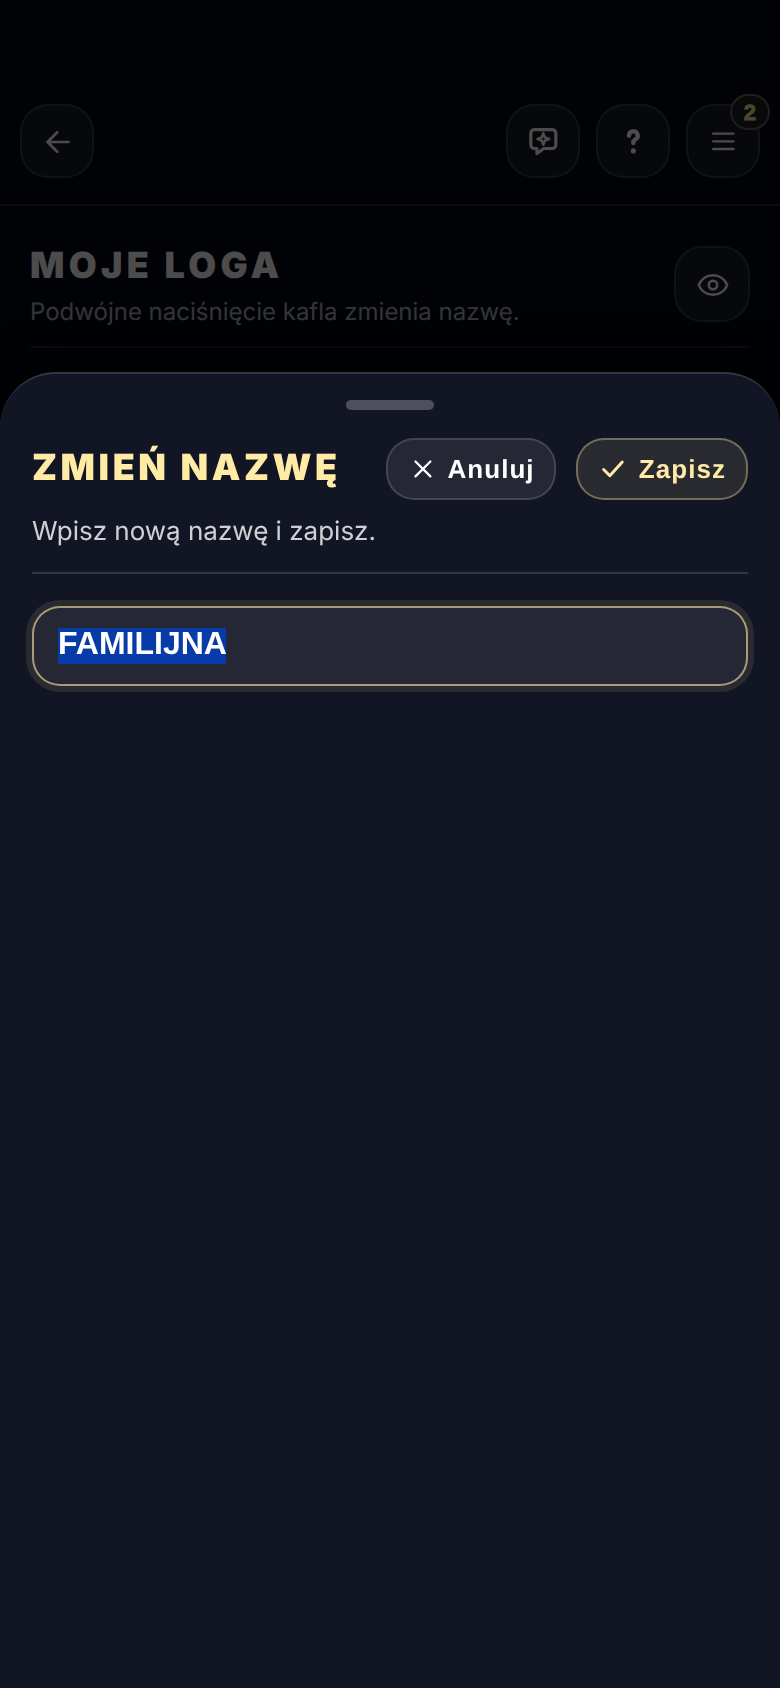 2
MOJE LOGA
Podwójne naciśnięcie kafla zmienia nazwę.
ZMIEŃ NAZWĘ
Anuluj
Zapisz
Wpisz nową nazwę i zapisz.
FAMILIJNA